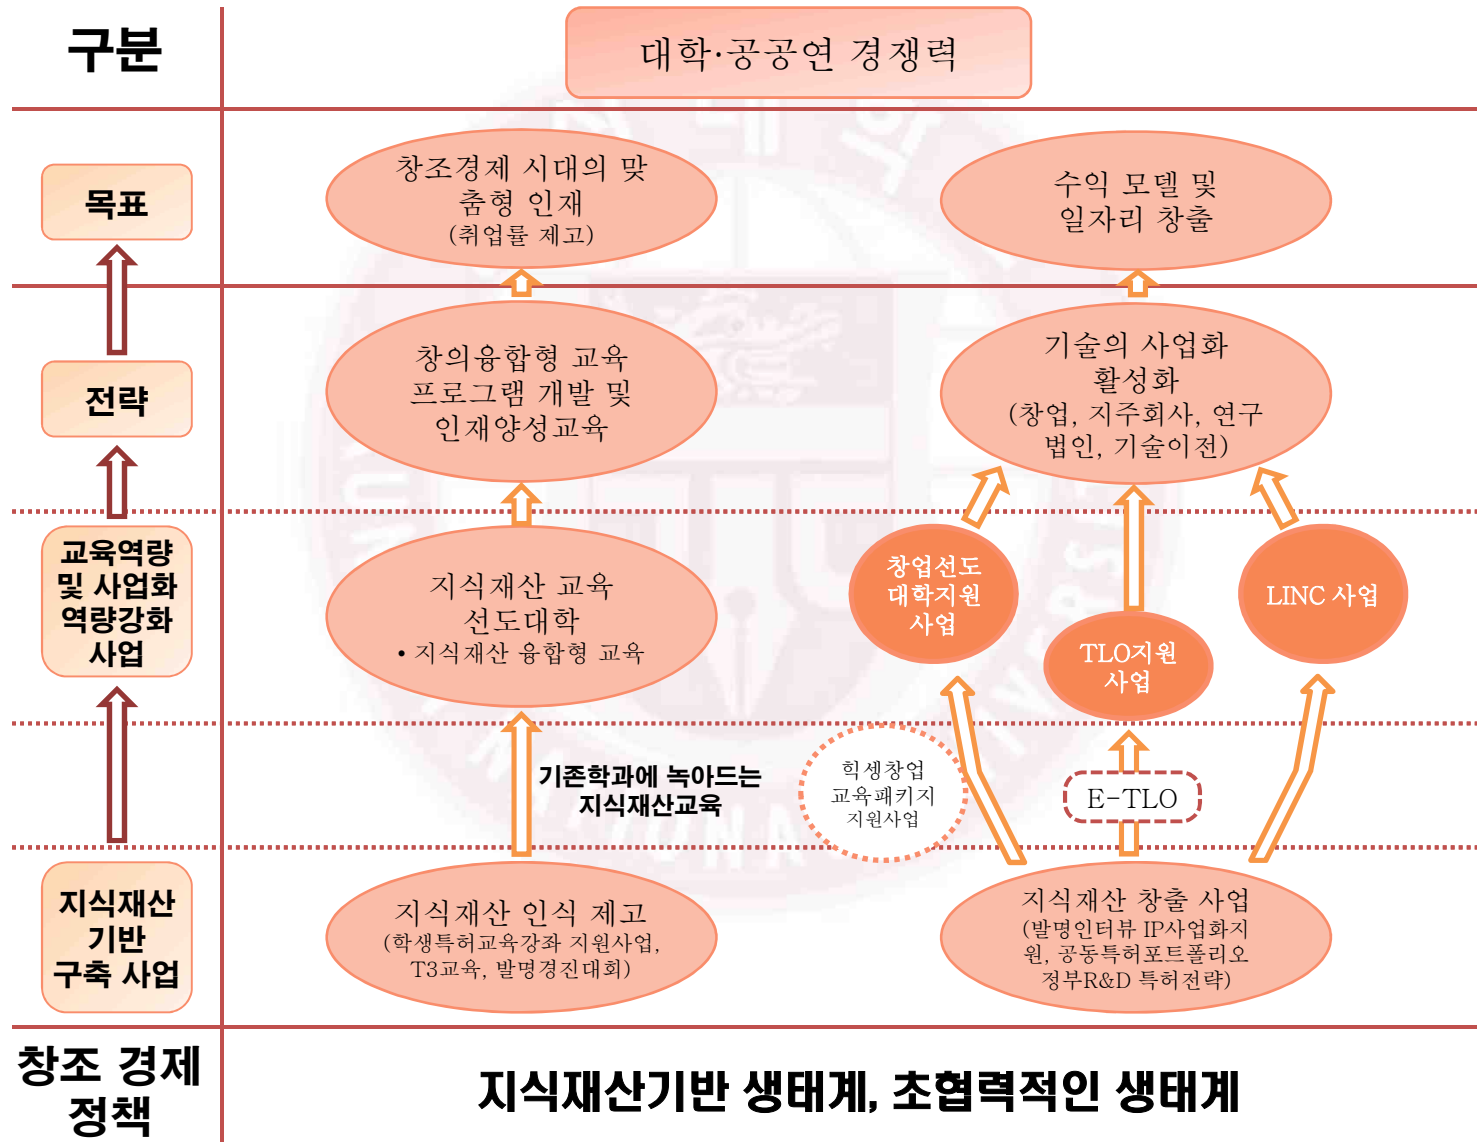 구분
대학·공공연 경쟁력
목표
창조경제 시대의 맞
춤형 인재
(취업률 제고)
수익 모델 및
일자리 창출
전략
창의융합형 교육
프로그램 개발 및
인재양성교육
기술의 사업화
활성화
(창업, 지주회사, 연구
법인, 기술이전)
교육역량
및 사업화
역량강화
사업
지식재산 교육
선도대학
• 지식재산 융합형 교육
창업선도
대학지원
사업
TLO지원
사업
LINC 사업
기존학과에 녹아드는
지식재산교육
힉셍창업
교육패키지
지원사업
E-TLO
지식재산
기반
구축 사업
지식재산 인식 제고
(학생특허교육강좌 지원사업,
T3교육, 발명경진대회)
지식재산 창출 사업
(발명인터뷰 IP사업화지
원, 공동특허포트폴리오
정부R&D 특허전략)
창조 경제
정책
지식재산기반 생태계, 초협력적인 생태계